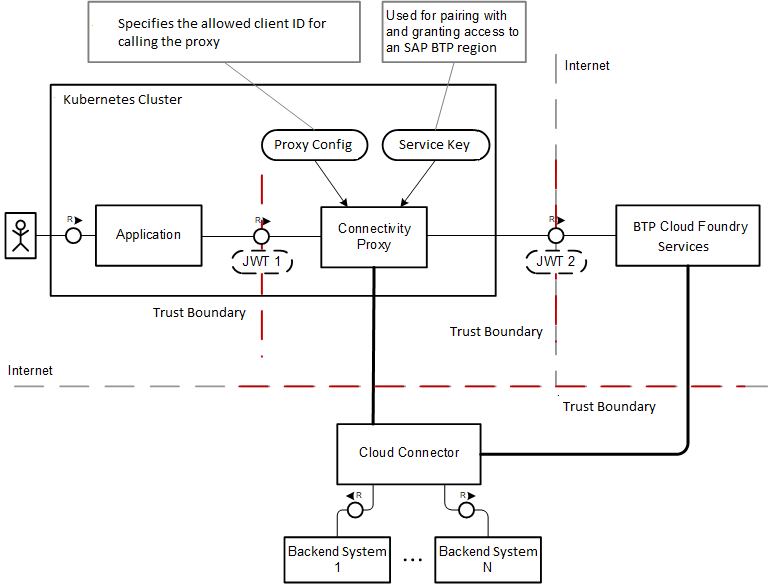 Specifies the allowed client ID for
calling the proxy
Used for pairing with
and granting access to
an SAP BTP region
Internet
Kubernetes Cluster
Proxy Config
Service Key
R
Application
R
JWT 1
Connectivity
Proxy
R
JWT 2
BTP Cloud Foundry
Services
Trust Boundary
Trust Boundary
Internet
Trust Boundary
Cloud Connector
R
R
Backend System
1
...
Backend System
N